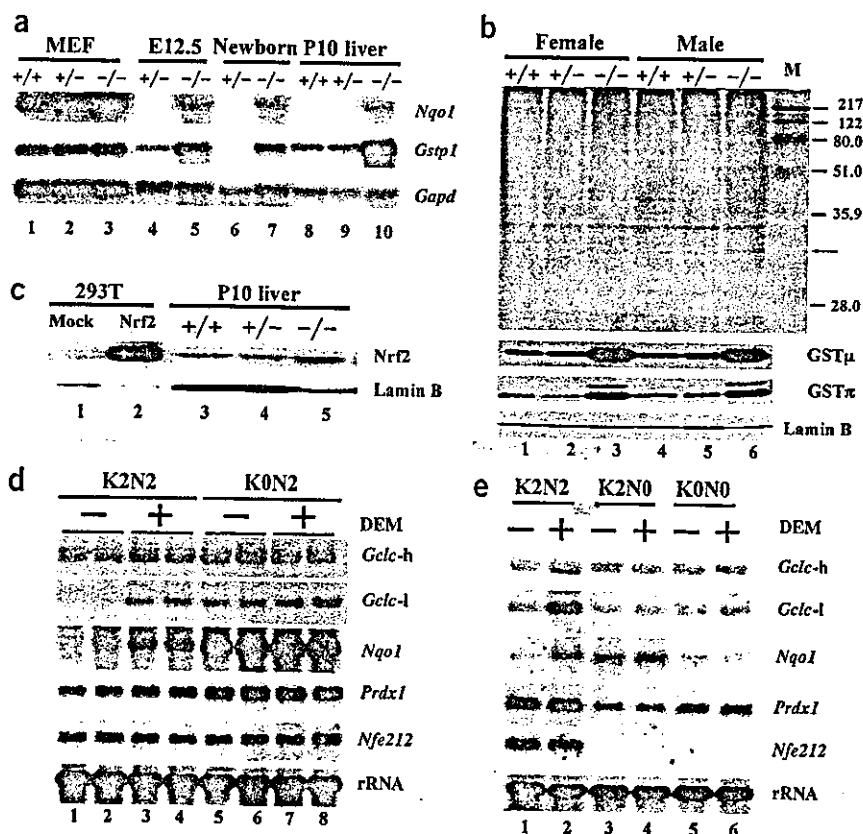 a
MEF E12.5 Newborn P10 liver
+/+ +/− −/− +/− −/− +/− −/− +/+ +/− −/−
Nqo1
Gstp1
Gapd
1 2 3 4 5 6 7 8 9 10
b
Female Male
+/+ +/− −/− +/+ +/− −/− M
217
122
80.0
51.0
35.9
28.0
GSTμ
GSTπ
Lamin B
1 2 3 4 5 6
c
293T P10 liver
Mock Nrf2 +/+ +/− −/−
Nrf2
Lamin B
1 2 3 4 5
d
K2N2 K0N2
− + − + DEM
Gclc-h
Gclc-l
Nqo1
Prdx1
Nfe212
rRNA
1 2 3 4 5 6 7 8
e
K2N2 K2N0 K0N0
− + − + − + DEM
Gclc-h
Gclc-l
Nqo1
Prdx1
Nfe212
rRNA
1 2 3 4 5 6